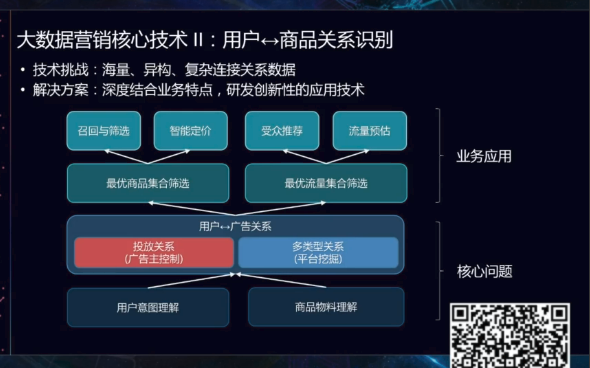 大数据营销核心技术 II：用户↔商品关系识别
• 技术挑战：海量、异构、复杂连接关系数据
• 解决方案：深度结合业务特点，研发创新性的应用技术
召回与筛选
智能定价
受众推荐
流量预估
业务应用
最优商品集合筛选
最优流量集合筛选
用户↔广告关系
投放关系
(广告主控制)
多类型关系
(平台挖掘)
核心问题
用户意图理解
商品物料理解